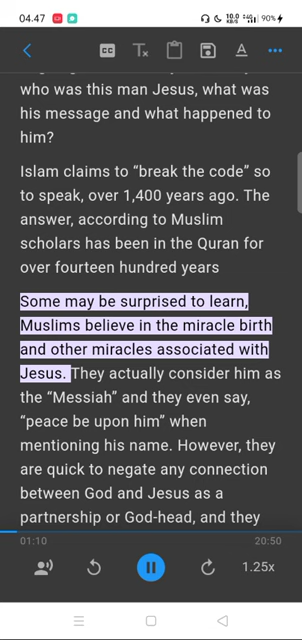 04.47
10.0
KB/S
4G
90%
CC
A
who was this man Jesus, what was
his message and what happened to
him?
Islam claims to “break the code” so
to speak, over 1,400 years ago. The
answer, according to Muslim
scholars has been in the Quran for
over fourteen hundred years
Some may be surprised to learn,
Muslims believe in the miracle birth
and other miracles associated with
Jesus. They actually consider him as
the “Messiah” and they even say,
“peace be upon him” when
mentioning his name. However, they
are quick to negate any connection
between God and Jesus as a
partnership or God-head, and they
01:10
20:50
1.25x